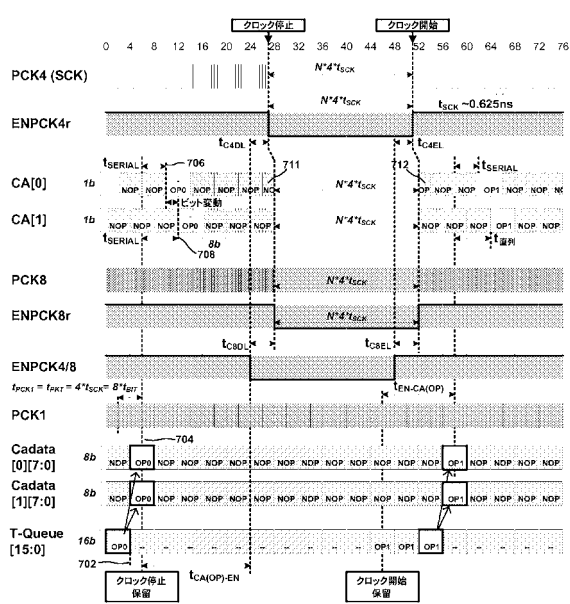 クロック停止 クロック開始
0 4 8 12 16 20 24 28 32 36 40 44 48 52 56 60 64 68 72 76
PCK4 (SCK) N*4*tSCK
N*4*tSCK tSCK ~0.625ns
ENPCK4r
tC4DL tC4EL
tSERIAL 706 711 712 tSERIAL
CA[0] 1b NOP NOP OP0 NOP NOP NOP NOP N*4*tSCK NOP NOP OP1 NOP NOP NOP
ビット変動
CA[1] 1b NOP NOP NOP OP0 NOP NOP NOP N*4*tSCK NOP NOP NOP OP1 NOP NOP
tSERIAL 8b 708 t直列
PCK8 N*4*tSCK
ENPCK8r N*4*tSCK
tC8DL tC8EL
ENPCK4/8
tPCK1 = tPKT = 4*tSCK = 8*tBIT tEN-CA(OP)
PCK1
704
Cadata [0][7:0] 8b NOP OP0 NOP NOP NOP NOP NOP NOP NOP NOP NOP NOP NOP NOP OP1 NOP NOP NOP NOP
Cadata [1][7:0] 8b NOP OP0 NOP NOP NOP NOP NOP NOP NOP NOP NOP NOP NOP NOP OP1 NOP NOP NOP NOP
T-Queue [15:0] 16b OP0 -- -- -- -- -- -- -- -- -- -- OP1 OP1 OP1 -- -- -- -- --
702 tCA(OP)-EN
クロック停止 保留 クロック開始 保留